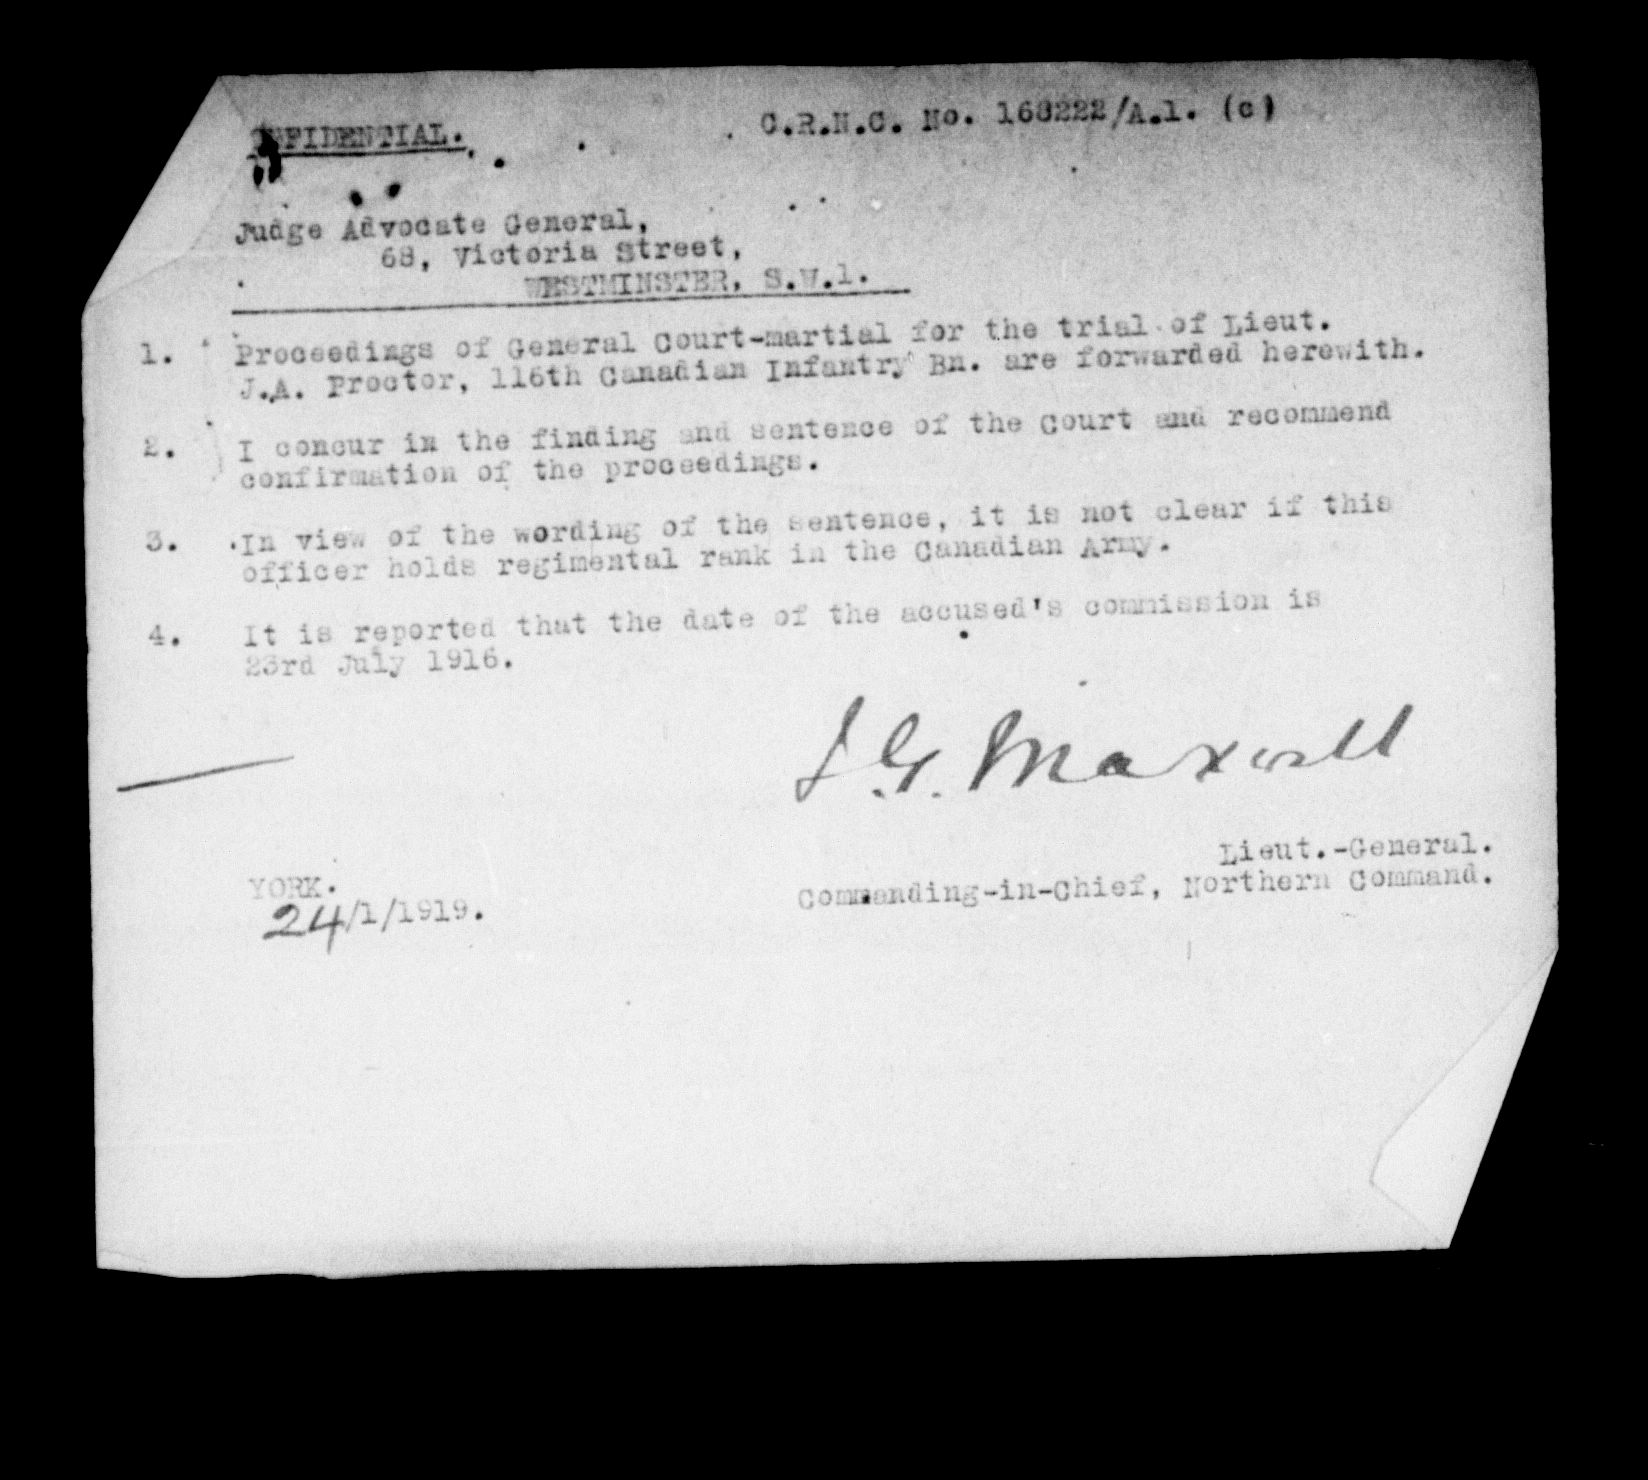 CONFIDENTIAL.
C.R.N.C. No. 168222/A.1. (c)
Judge Advocate General,
68, Victoria Street,
WESTMINSTER, S.W.1.
1. Proceedings of General Court-martial for the trial of Lieut.
J.A. Proctor, 116th Canadian Infantry Bn. are forwarded herewith.
2. I concur in the finding and sentence of the Court and recommend
confirmation of the proceedings.
3. In view of the wording of the sentence, it is not clear if this
officer holds regimental rank in the Canadian Army.
4. It is reported that the date of the accused's commission is
23rd July 1916.
J.G. Maxwell
Lieut.-General.
Commanding-in-Chief, Northern Command.
YORK.
24/1/1919.